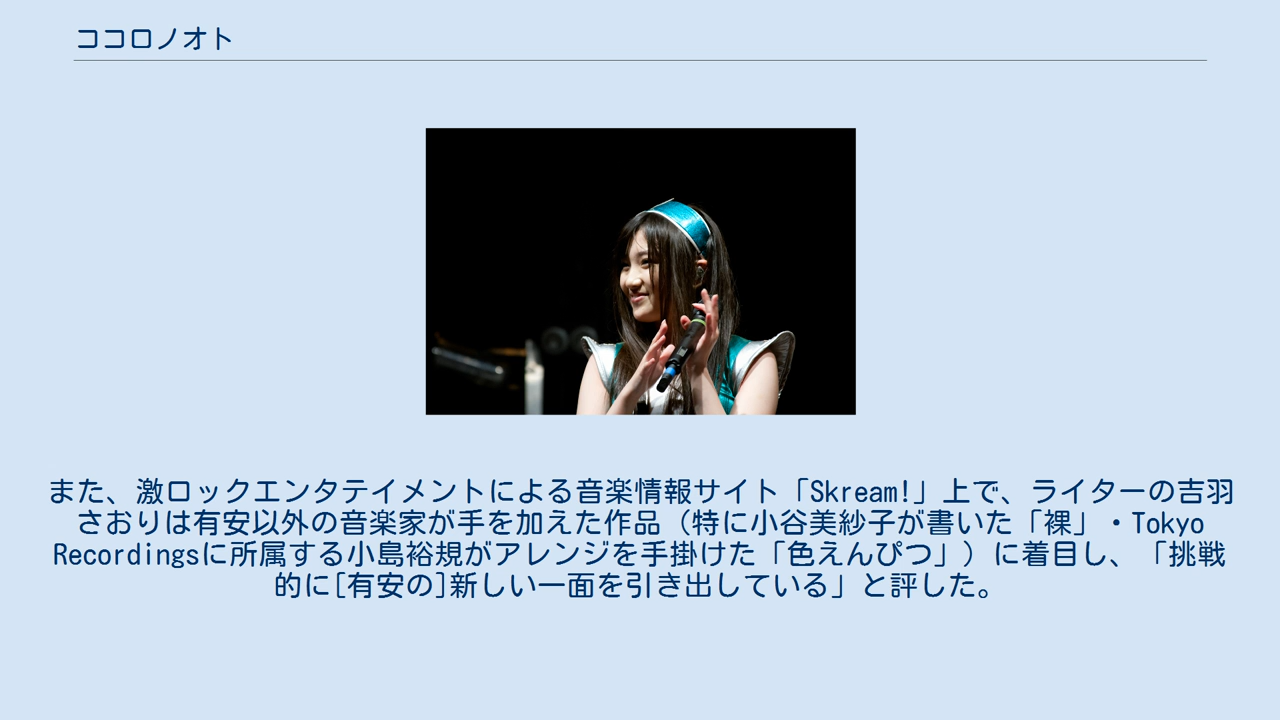 ココロノオト
また、激ロックエンタテイメントによる音楽情報サイト「Skream!」上で、ライターの吉羽
さおりは有安以外の音楽家が手を加えた作品（特に小谷美紗子が書いた「裸」・Tokyo
Recordingsに所属する小島裕規がアレンジを手掛けた「色えんぴつ」）に着目し、「挑戦
的に[有安の]新しい一面を引き出している」と評した。